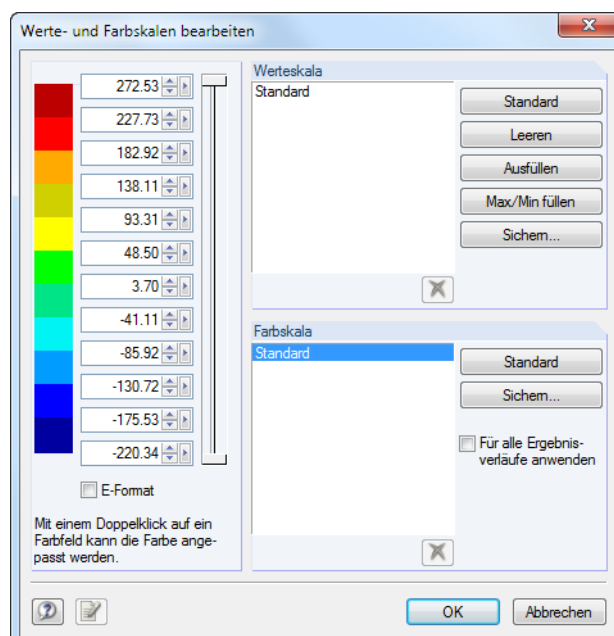 Werte- und Farbskalen bearbeiten
272.53
227.73
182.92
138.11
93.31
48.50
3.70
-41.11
-85.92
-130.72
-175.53
-220.34
E-Format
Mit einem Doppelklick auf ein
Farbfeld kann die Farbe ange-
passt werden.
Werteskala
Standard
Standard
Leeren
Ausfüllen
Max/Min füllen
Sichern...
Farbskala
Standard
Standard
Sichern...
Für alle Ergebnis-
verläufe anwenden
OK
Abbrechen